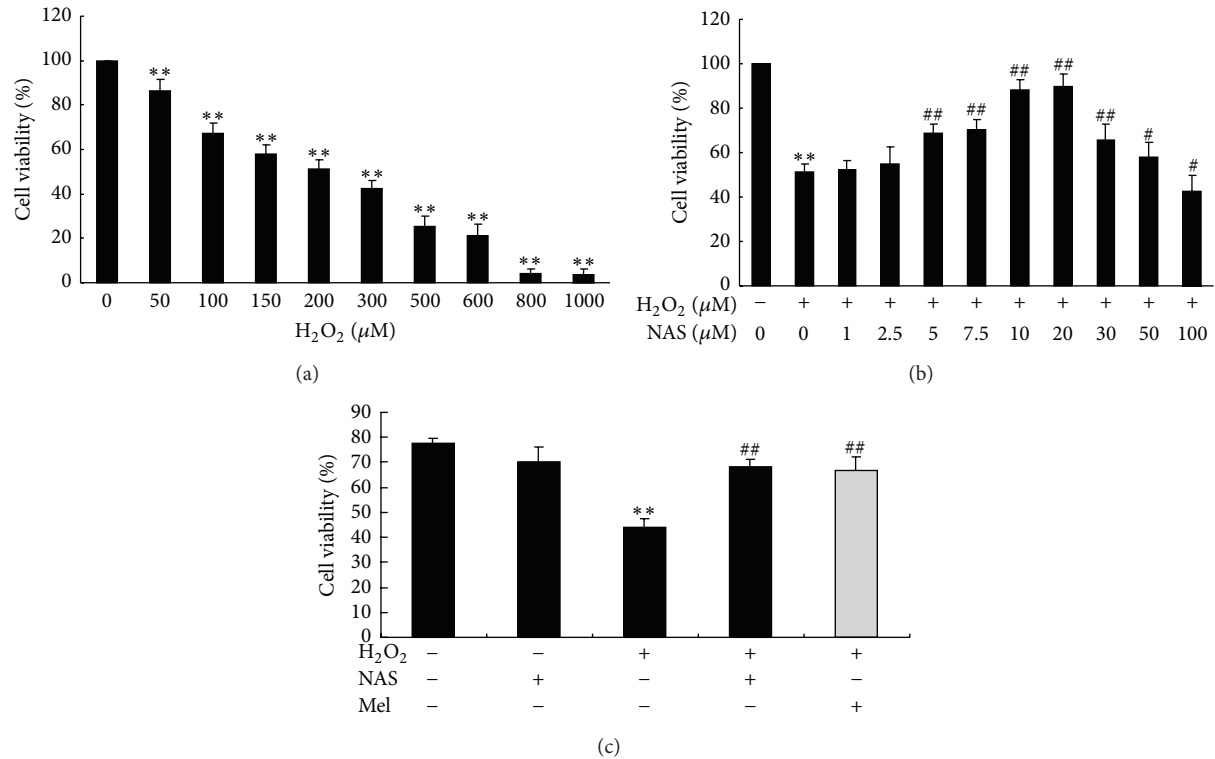 120
100
80
60
40
20
0
Cell viability (%)
** ** ** ** ** ** ** ** **
0 50 100 150 200 300 500 600 800 1000
H₂O₂ (μM)
(a)
120
100
80
60
40
20
0
Cell viability (%)
** ## ## ## ## ## # #
H₂O₂ (μM) − + + + + + + + + + +
NAS (μM) 0 0 1 2.5 5 7.5 10 20 30 50 100
(b)
90
80
70
60
50
40
30
20
10
0
Cell viability (%)
** ## ##
H₂O₂ − − + + +
NAS − + − + −
Mel − − − − +
(c)